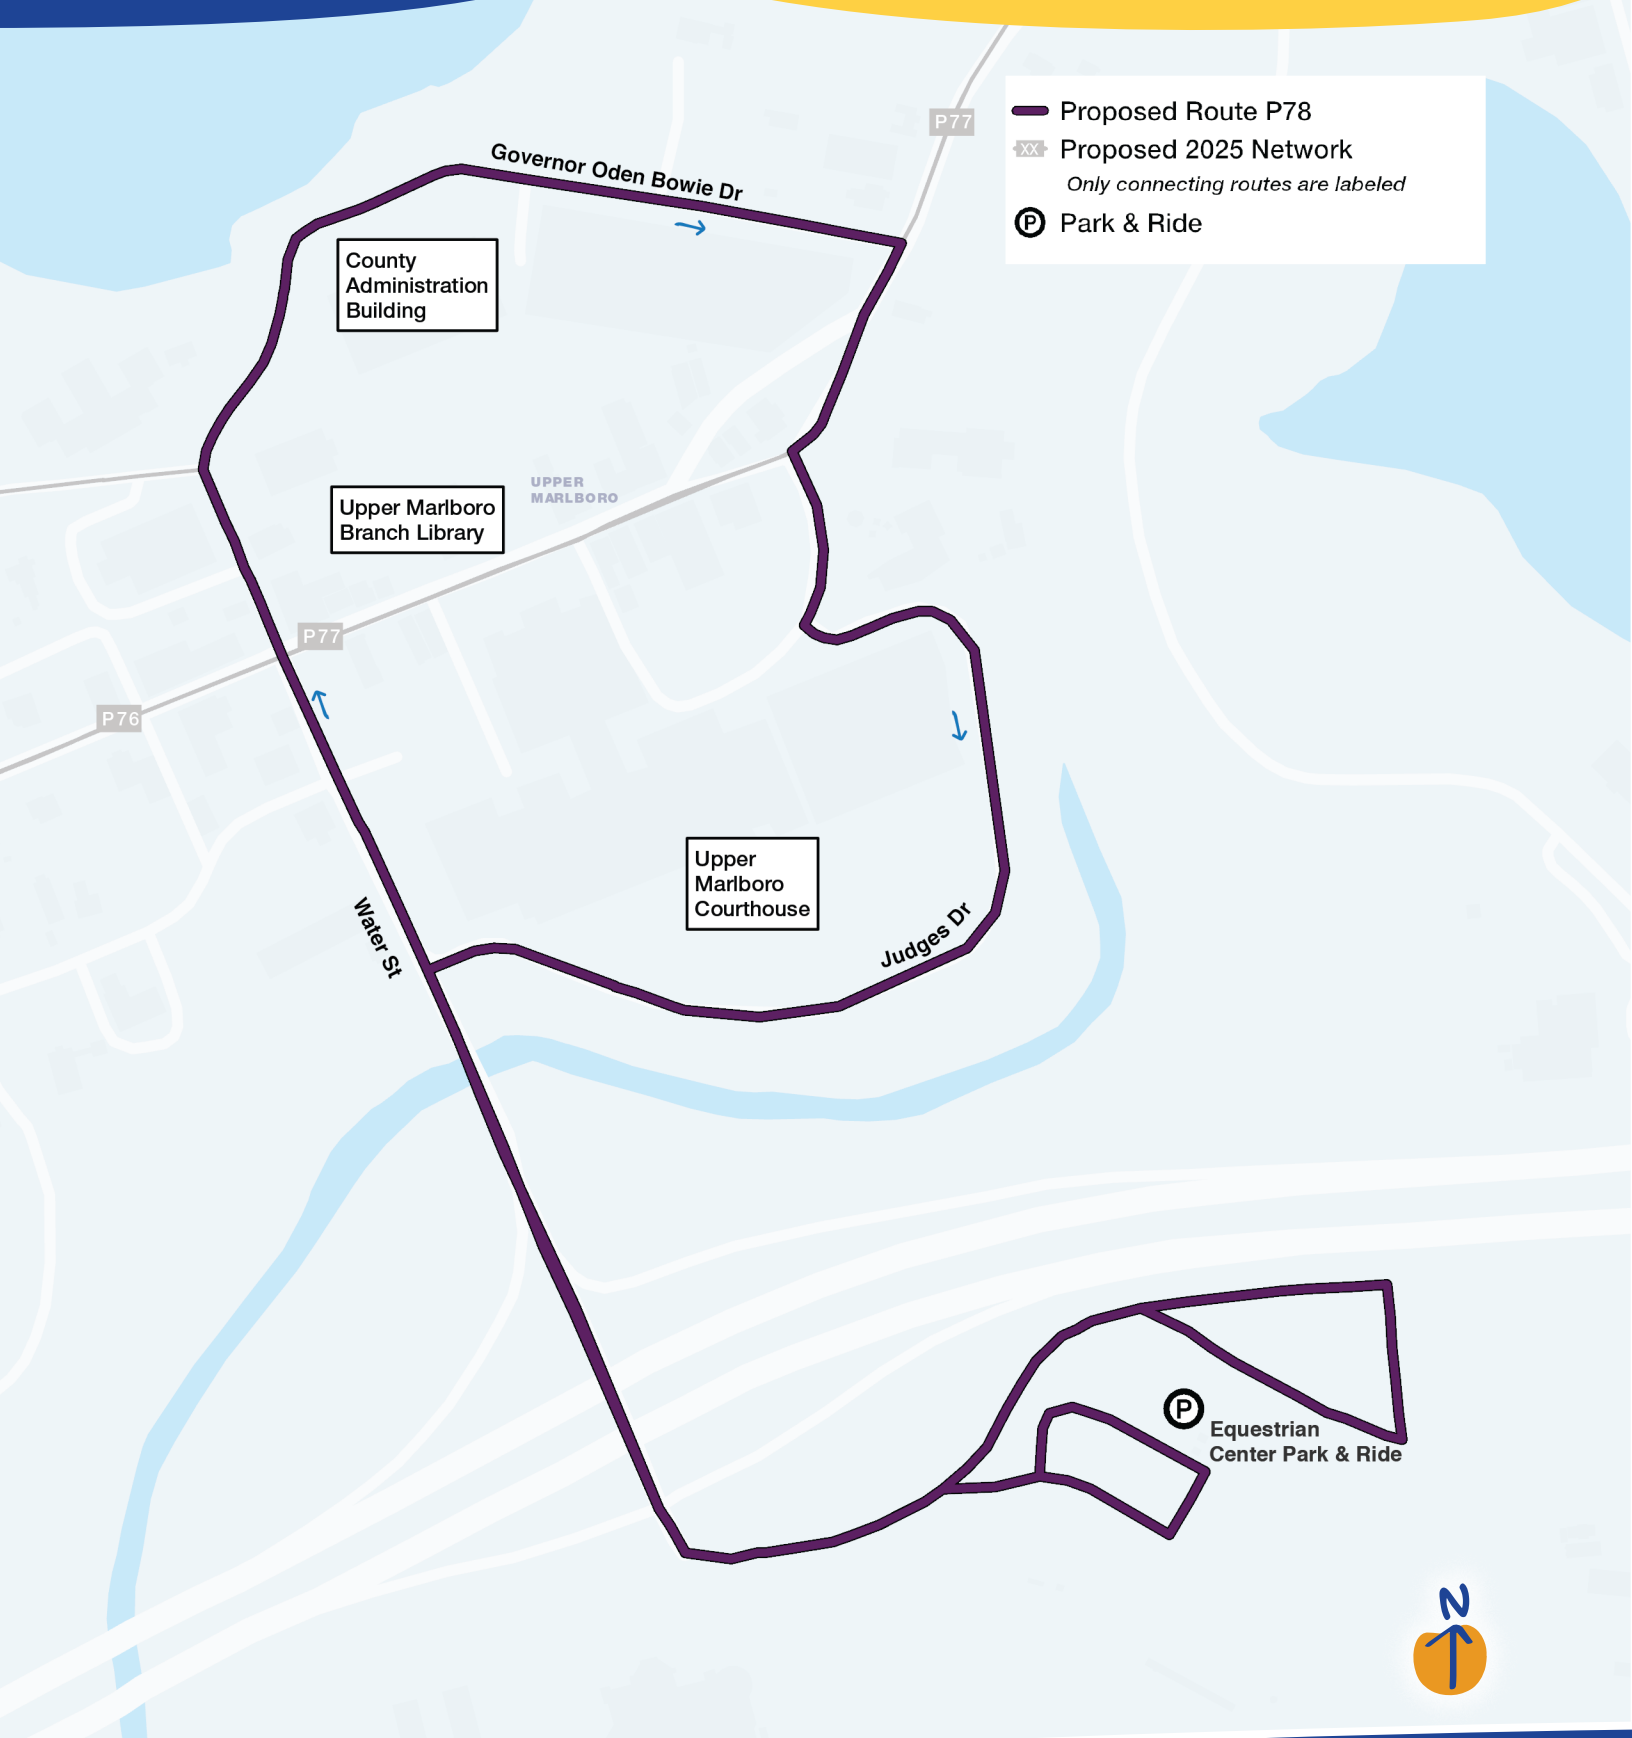 P77
Proposed Route P78
XX
Proposed 2025 Network
Only connecting routes are labeled
P
Park & Ride
Governor Oden Bowie Dr
County
Administration
Building
UPPER
MARLBORO
Upper Marlboro
Branch Library
P77
P76
Upper
Marlboro
Courthouse
Judges Dr
Water St
P
Equestrian
Center Park & Ride
N